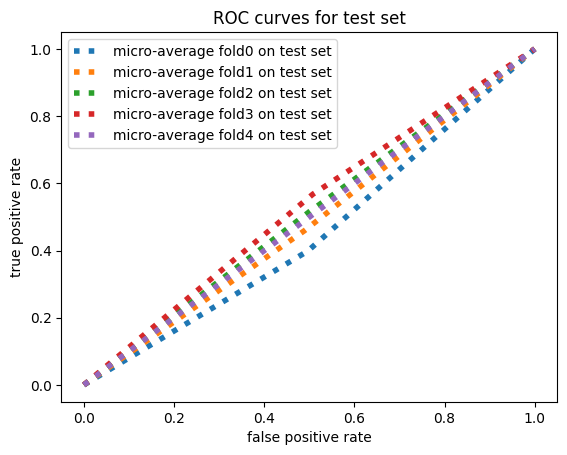 ROC curves for test set
micro-average fold0 on test set
micro-average fold1 on test set
micro-average fold2 on test set
micro-average fold3 on test set
micro-average fold4 on test set
true positive rate
1.0
0.8
0.6
0.4
0.2
0.0
0.0 0.2 0.4 0.6 0.8 1.0
false positive rate